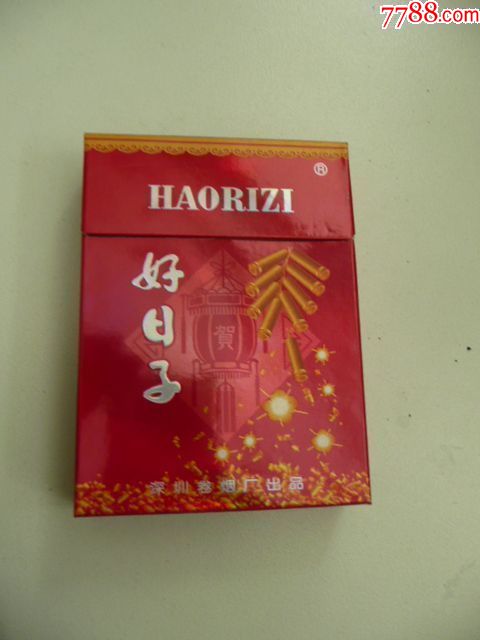 7788.com
HAORIZI ®
好日子
賀
深圳卷烟厂出品